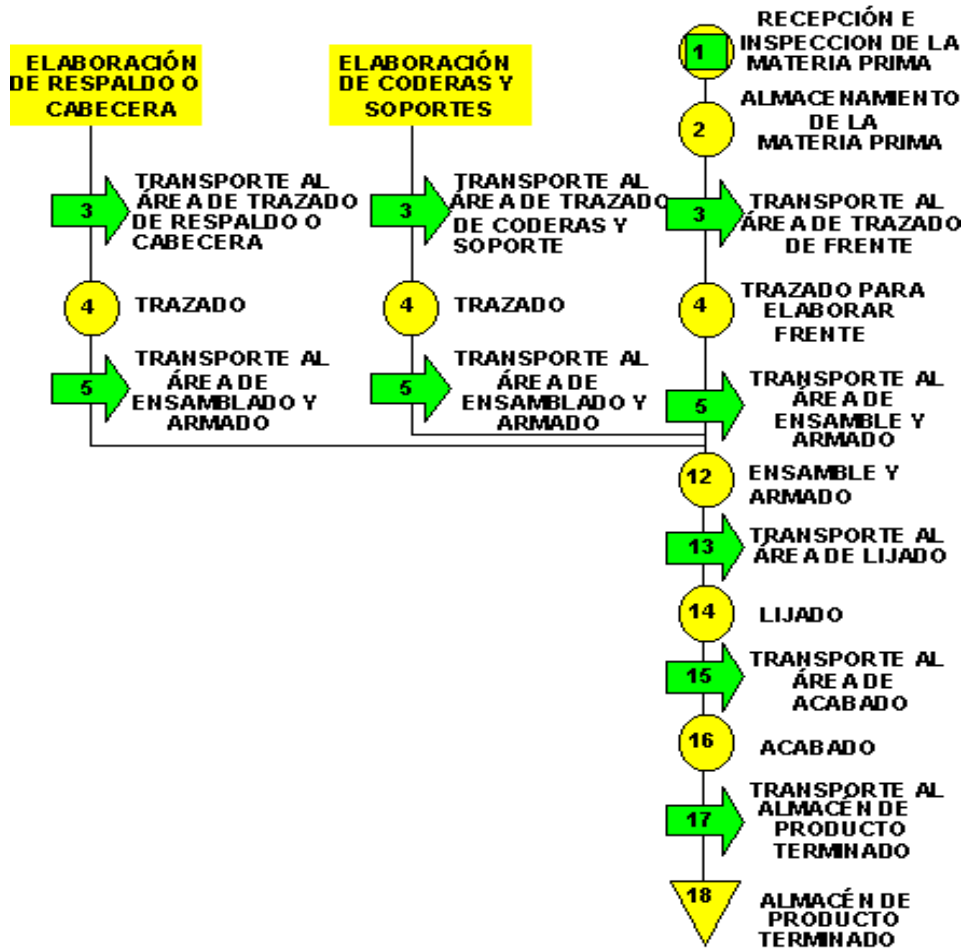 ELABORACIÓN
DE RESPALDO O
CABECERA
3
TRANSPORTE AL
ÁREA DE TRAZADO
DE RESPALDO O
CABECERA
4
TRAZADO
5
TRANSPORTE AL
ÁREA DE
ENSAMBLADO Y
ARMADO
ELABORACIÓN
DE CODERAS Y
SOPORTES
3
TRANSPORTE AL
ÁREA DE TRAZADO
DE CODERAS Y
SOPORTE
4
TRAZADO
5
TRANSPORTE AL
ÁREA DE
ENSAMBLADO Y
ARMADO
1
RECEPCIÓN E
INSPECCION DE LA
MATERIA PRIMA
2
ALMACENAMIENTO
DE LA
MATERIA PRIMA
3
TRANSPORTE AL
ÁREA DE TRAZADO
DE FRENTE
4
TRAZADO PARA
ELABORAR
FRENTE
5
TRANSPORTE AL
ÁREA DE
ENSAMBLE Y
ARMADO
12
ENSAMBLE Y
ARMADO
13
TRANSPORTE AL
ÁREA DE LIJADO
14
LIJADO
15
TRANSPORTE AL
ÁREA DE
ACABADO
16
ACABADO
17
TRANSPORTE AL
ALMACÉN DE
PRODUCTO
TERMINADO
18
ALMACÉN DE
PRODUCTO
TERMINADO